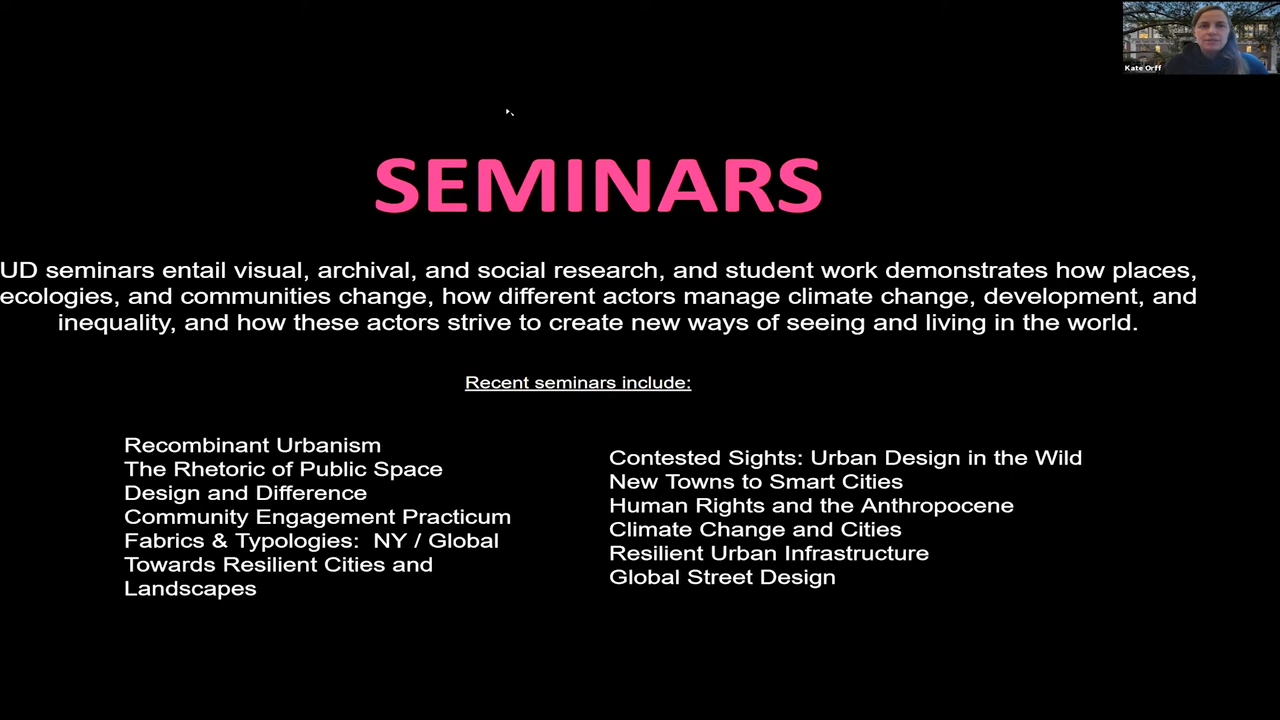 Kate Orff
SEMINARS
UD seminars entail visual, archival, and social research, and student work demonstrates how places,
ecologies, and communities change, how different actors manage climate change, development, and
inequality, and how these actors strive to create new ways of seeing and living in the world.
Recent seminars include:
Recombinant Urbanism
The Rhetoric of Public Space
Design and Difference
Community Engagement Practicum
Fabrics & Typologies:  NY / Global
Towards Resilient Cities and
Landscapes
Contested Sights: Urban Design in the Wild
New Towns to Smart Cities
Human Rights and the Anthropocene
Climate Change and Cities
Resilient Urban Infrastructure
Global Street Design